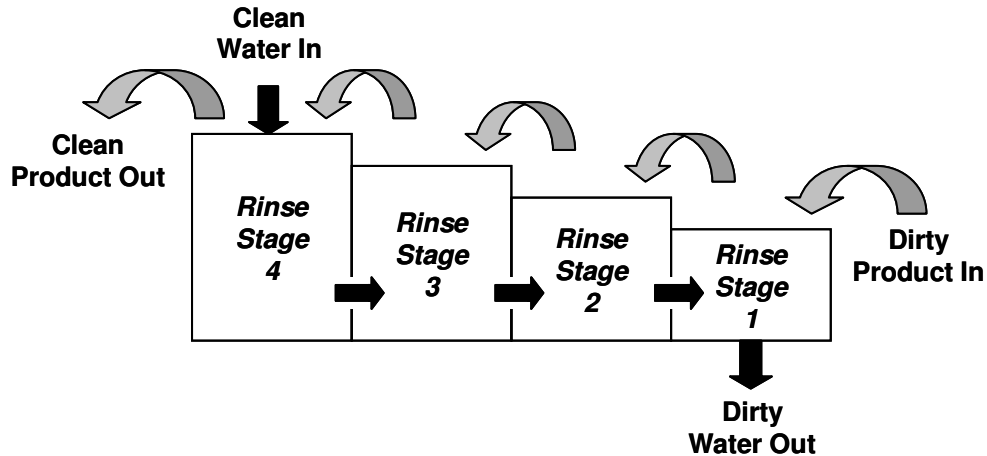 Clean
Water In
Clean
Product Out
Rinse
Stage
4
Rinse
Stage
3
Rinse
Stage
2
Rinse
Stage
1
Dirty
Product In
Dirty
Water Out